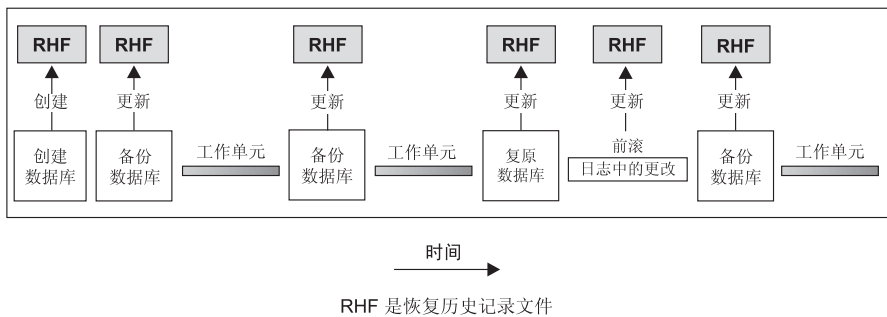 RHF RHF RHF RHF RHF RHF
创建 更新 更新 更新 更新 更新
创建
数据库
备份
数据库
工作单元
备份
数据库
工作单元
复原
数据库
前滚
日志中的更改
备份
数据库
工作单元
时间
RHF 是恢复历史记录文件